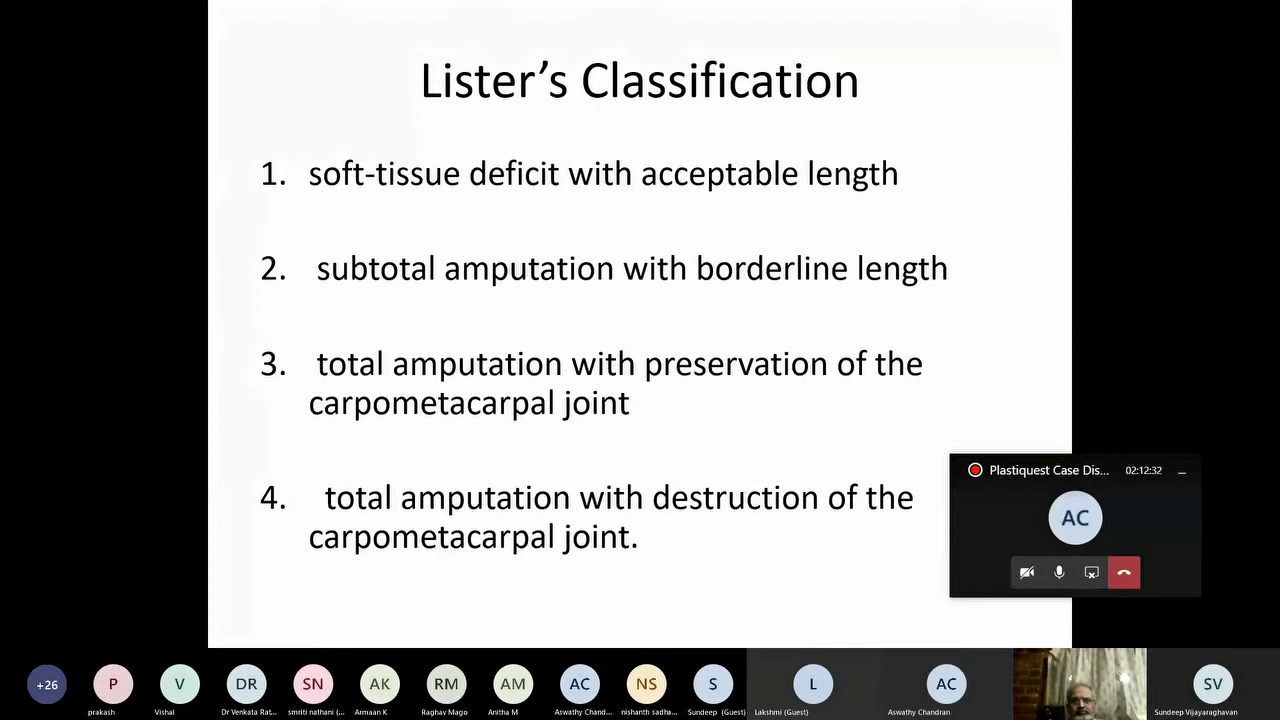 Lister's Classification
1. soft-tissue deficit with acceptable length
2. subtotal amputation with borderline length
3. total amputation with preservation of the
carpometacarpal joint
4. total amputation with destruction of the
carpometacarpal joint.
Plastiquest Case Dis... 02:12:32
AC
+26 P V DR SN AK RM AM AC NS S L AC SV
prakash Vishal Dr Venkata Rat... smriti nathani (... Armaan K Raghav Mago Anitha M Aswathy Chand... nishanth sadha... Sundeep (Guest) Lakshmi (Guest) Aswathy Chandran Sundeep Vijayaraghavan